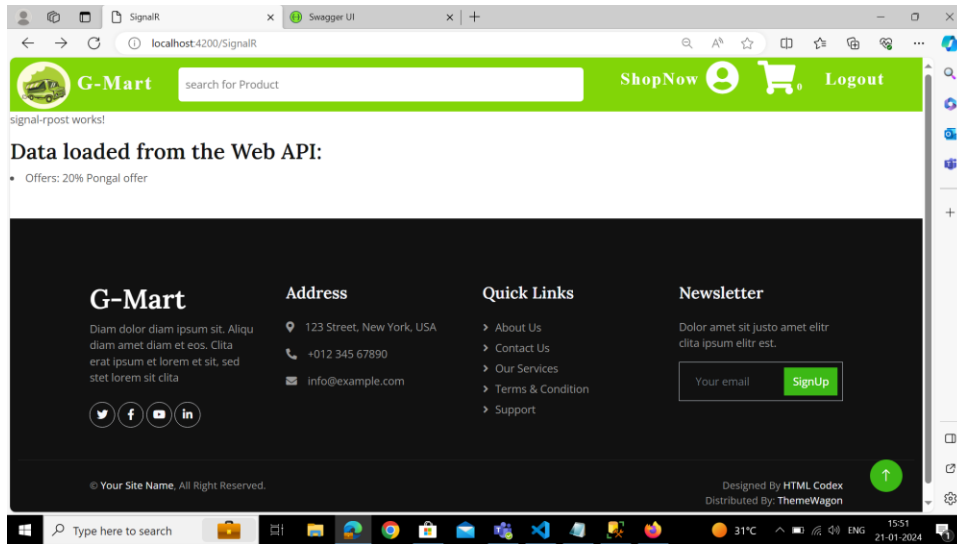 SignalR
Swagger UI
localhost:4200/SignalR
G-Mart
search for Product
ShopNow
0
Logout
signal-rpost works!
Data loaded from the Web API:
Offers: 20% Pongal offer
G-Mart
Diam dolor diam ipsum sit. Aliqu
diam amet diam et eos. Clita
erat ipsum et lorem et sit, sed
stet lorem sit clita
Address
123 Street, New York, USA
+012 345 67890
info@example.com
Quick Links
About Us
Contact Us
Our Services
Terms & Condition
Support
Newsletter
Dolor amet sit justo amet elitr
clita ipsum elitr est.
Your email
SignUp
© Your Site Name, All Right Reserved.
Designed By HTML Codex
Distributed By: ThemeWagon
Type here to search
31°C
ENG
15:51
21-01-2024